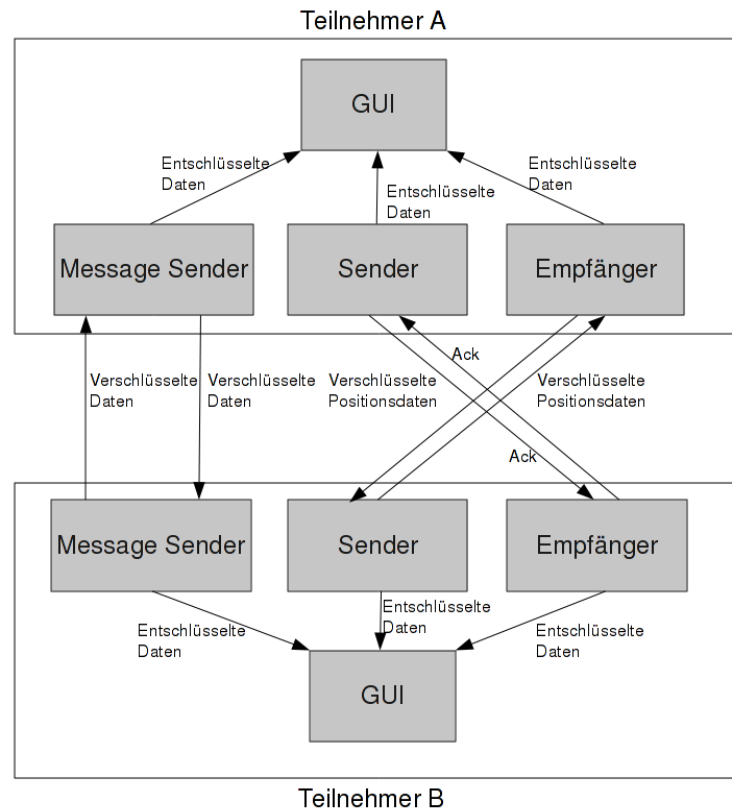 Teilnehmer A
GUI
Entschlüsselte
Daten
Entschlüsselte
Daten
Entschlüsselte
Daten
Message Sender
Sender
Empfänger
Ack
Verschlüsselte
Daten
Verschlüsselte
Daten
Verschlüsselte
Positionsdaten
Verschlüsselte
Positionsdaten
Ack
Message Sender
Sender
Empfänger
Entschlüsselte
Daten
Entschlüsselte
Daten
Entschlüsselte
Daten
GUI
Teilnehmer B